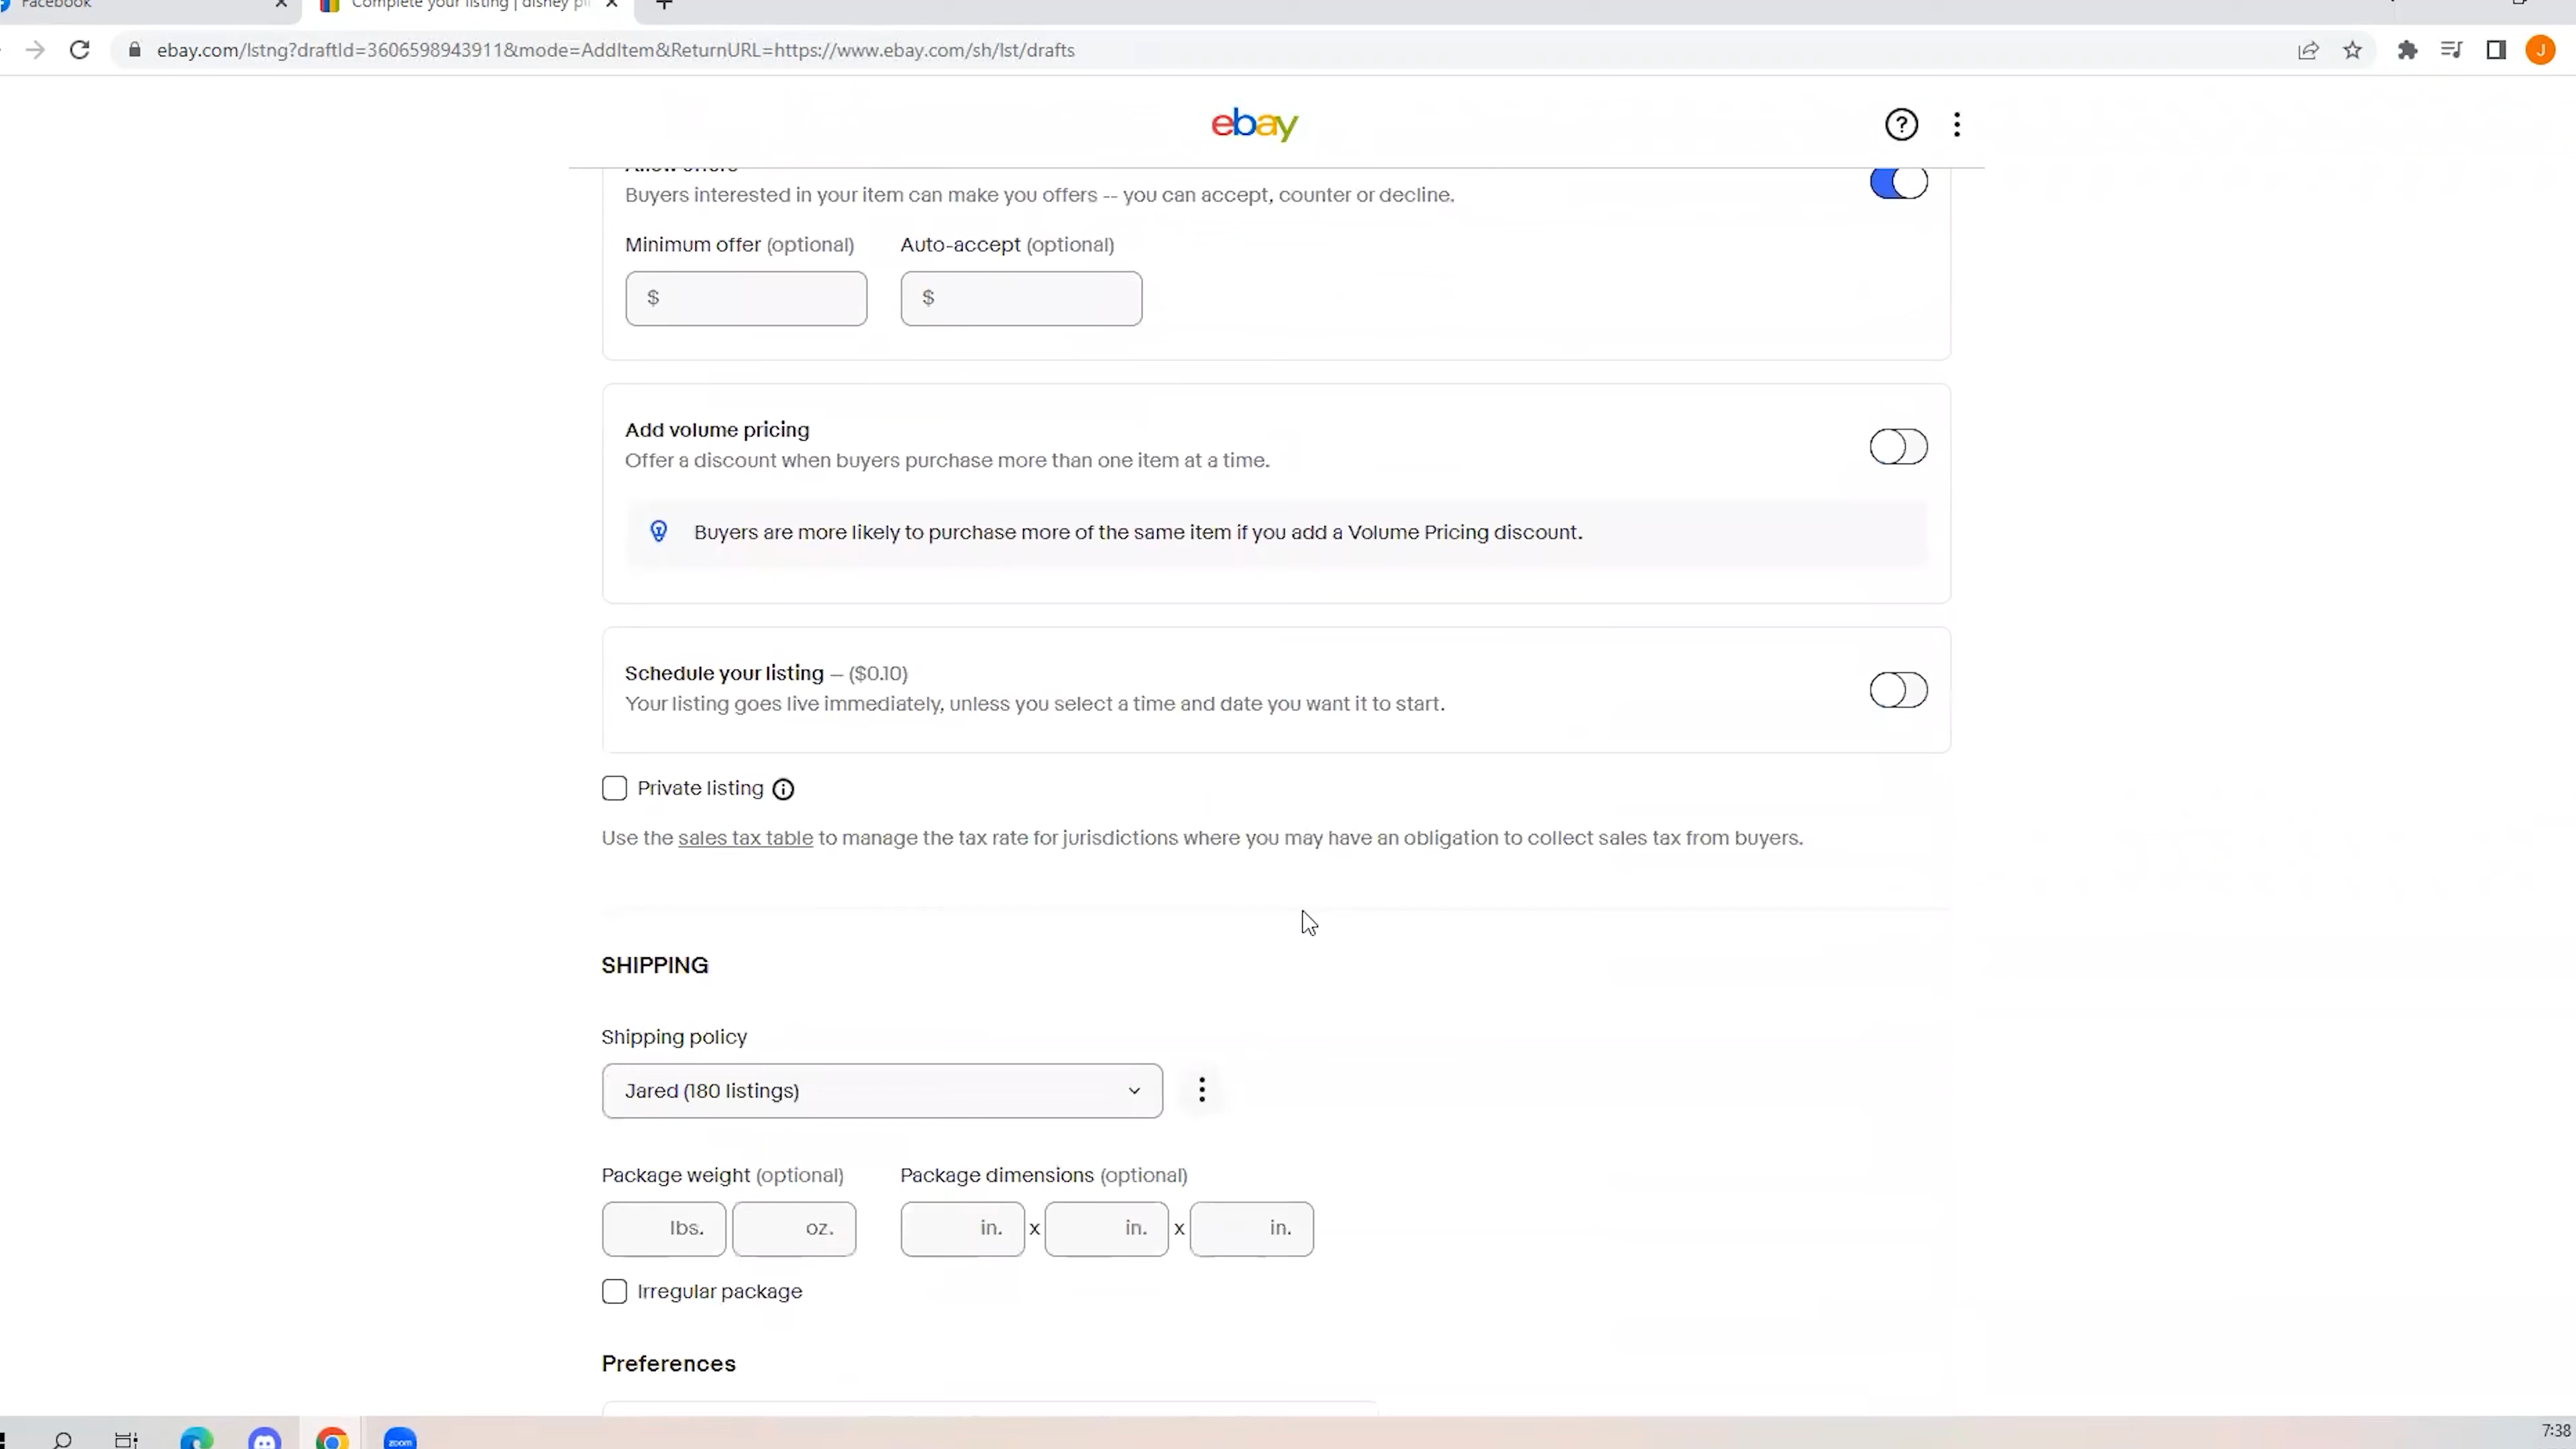 Facebook
Complete your listing | disney pi
ebay.com/lstng?draftId=3606598943911&mode=AddItem&ReturnURL=https://www.ebay.com/sh/lst/drafts
J
ebay
Allow offers
Buyers interested in your item can make you offers -- you can accept, counter or decline.
Minimum offer (optional) Auto-accept (optional)
$ $
Add volume pricing
Offer a discount when buyers purchase more than one item at a time.
Buyers are more likely to purchase more of the same item if you add a Volume Pricing discount.
Schedule your listing – ($0.10)
Your listing goes live immediately, unless you select a time and date you want it to start.
Private listing
Use the sales tax table to manage the tax rate for jurisdictions where you may have an obligation to collect sales tax from buyers.
SHIPPING
Shipping policy
Jared (180 listings)
Package weight (optional) Package dimensions (optional)
lbs. oz. in. x in. x in.
Irregular package
Preferences
zoom
7:38